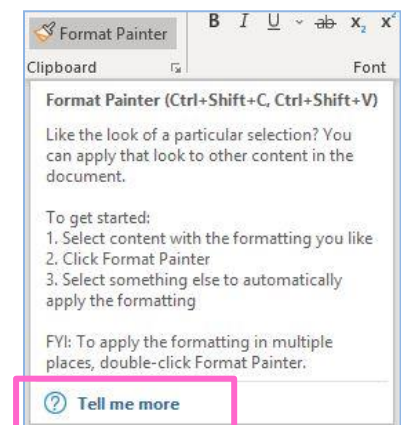 Format Painter
B I U ab x₂ x²
Clipboard Font
Format Painter (Ctrl+Shift+C, Ctrl+Shift+V)
Like the look of a particular selection? You
can apply that look to other content in the
document.
To get started:
1. Select content with the formatting you like
2. Click Format Painter
3. Select something else to automatically
apply the formatting
FYI: To apply the formatting in multiple
places, double-click Format Painter.
? Tell me more